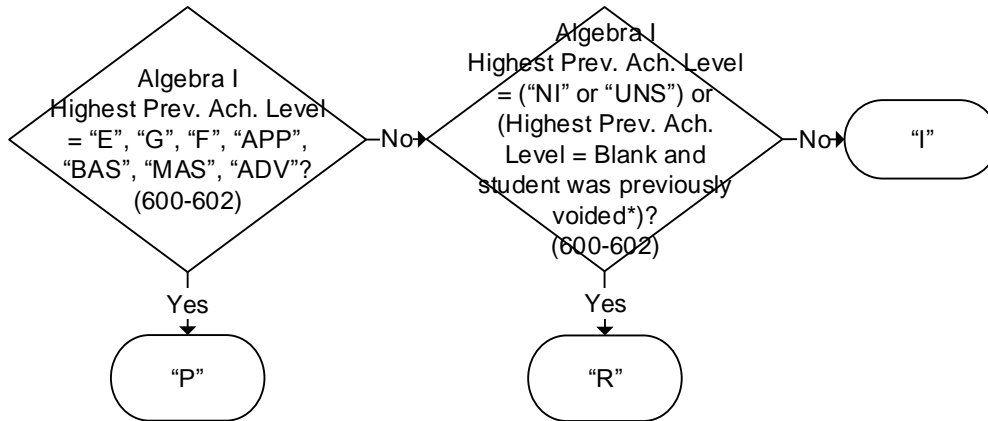 Algebra I
Highest Prev. Ach. Level
= “E”, “G”, “F”, “APP”,
“BAS”, “MAS”, “ADV”?
(600-602)
No
Algebra I
Highest Prev. Ach. Level
= (“NI” or “UNS”) or
(Highest Prev. Ach.
Level = Blank and
student was previously
voided*)?
(600-602)
No
“I”
Yes
“P”
Yes
“R”